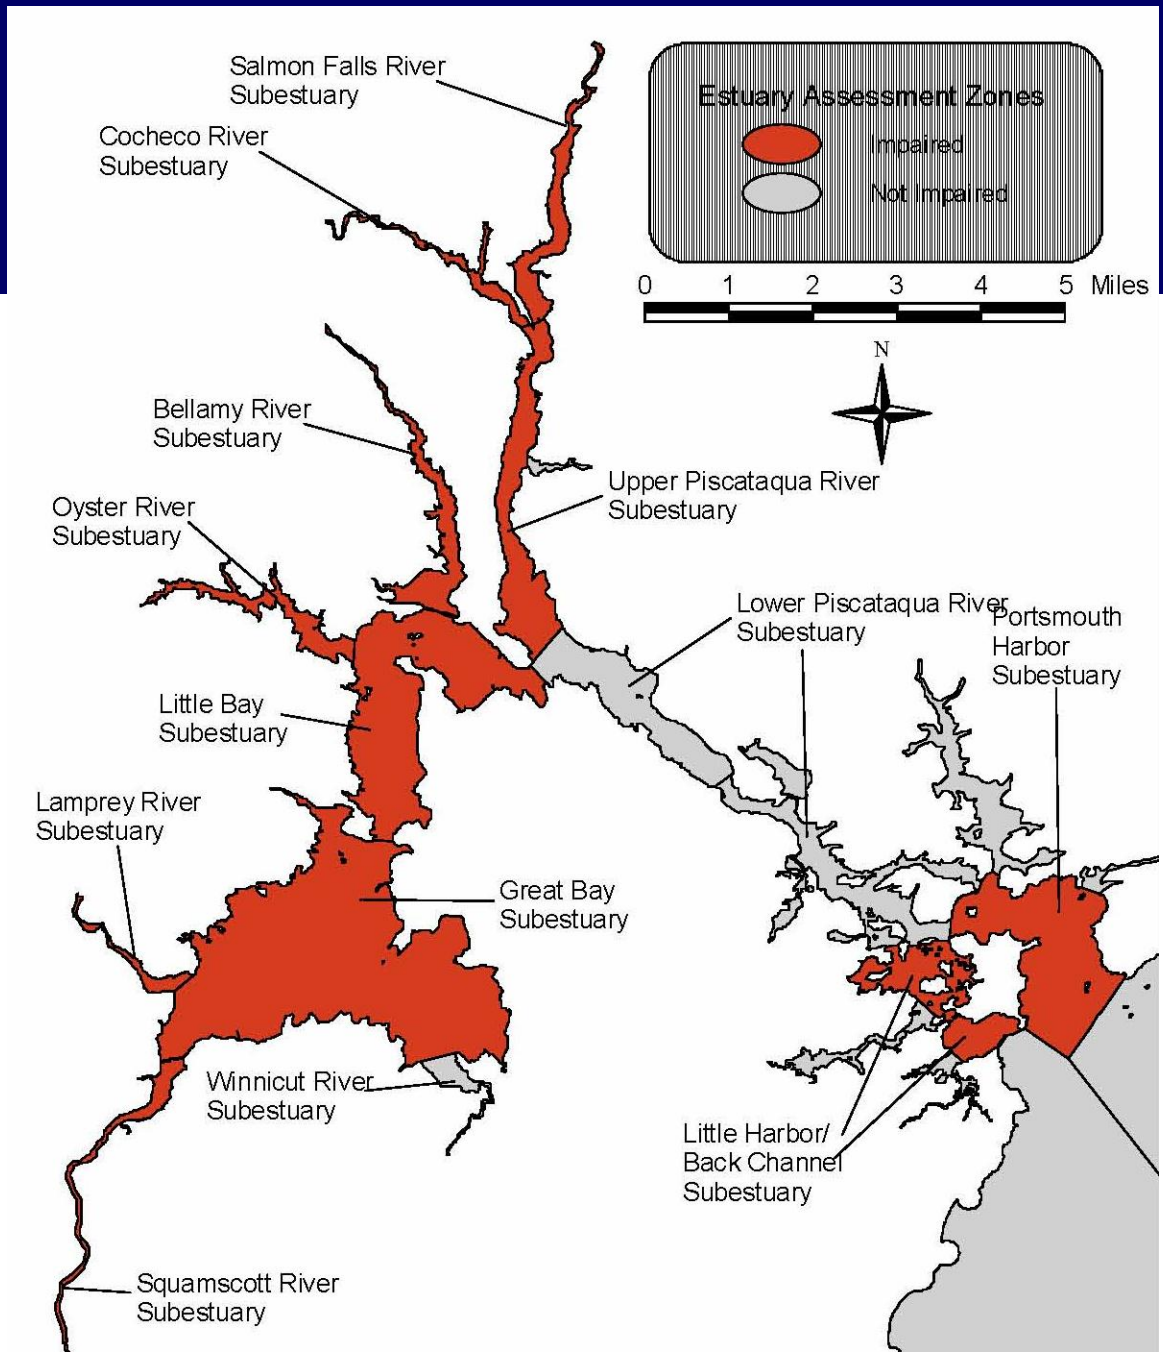 Salmon Falls River
Subestuary
Estuary Assessment Zones
Impaired
Not Impaired
Cocheco River
Subestuary
0 1 2 3 4 5 Miles
N
Bellamy River
Subestuary
Upper Piscataqua River
Subestuary
Oyster River
Subestuary
Lower Piscataqua River
Subestuary
Portsmouth
Harbor
Subestuary
Little Bay
Subestuary
Lamprey River
Subestuary
Great Bay
Subestuary
Winnicut River
Subestuary
Little Harbor/
Back Channel
Subestuary
Squamscott River
Subestuary